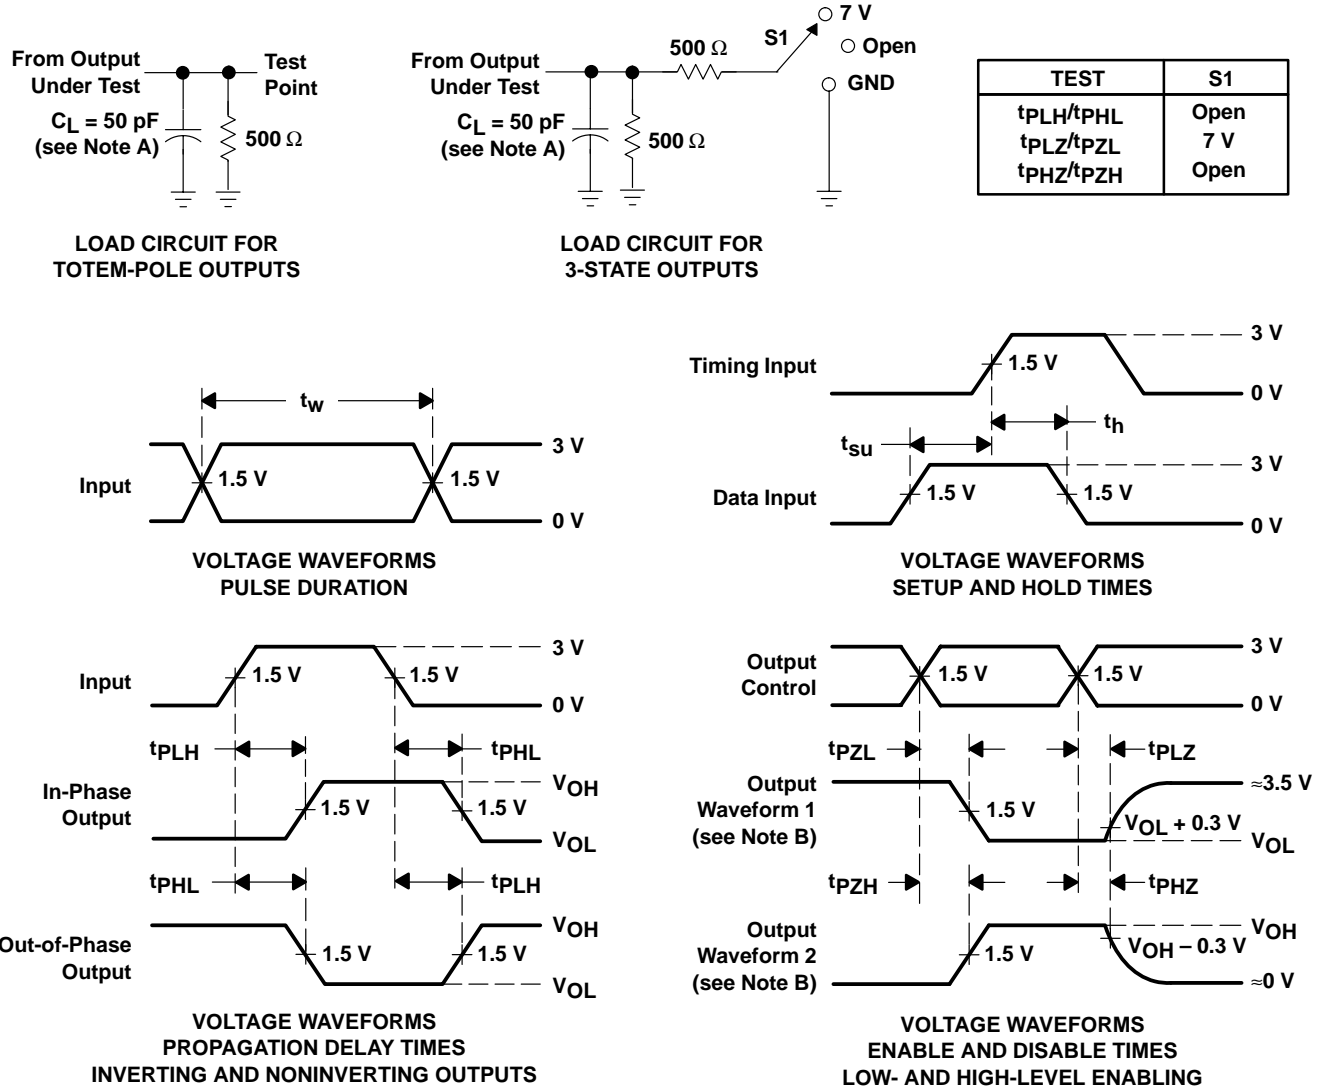 From Output
Under Test
Test
Point
CL = 50 pF
(see Note A)
500 Ω
LOAD CIRCUIT FOR
TOTEM-POLE OUTPUTS
From Output
Under Test
500 Ω
S1
7 V
Open
GND
CL = 50 pF
(see Note A)
500 Ω
LOAD CIRCUIT FOR
3-STATE OUTPUTS
TEST S1
tPLH/tPHL Open
tPLZ/tPZL 7 V
tPHZ/tPZH Open
tw
Input
1.5 V
1.5 V
3 V
0 V
VOLTAGE WAVEFORMS
PULSE DURATION
Timing Input
1.5 V
3 V
0 V
tsu
th
Data Input
1.5 V
1.5 V
3 V
0 V
VOLTAGE WAVEFORMS
SETUP AND HOLD TIMES
Input
1.5 V
1.5 V
3 V
0 V
tPLH
tPHL
In-Phase
Output
1.5 V
1.5 V
VOH
VOL
tPHL
tPLH
Out-of-Phase
Output
1.5 V
1.5 V
VOH
VOL
VOLTAGE WAVEFORMS
PROPAGATION DELAY TIMES
INVERTING AND NONINVERTING OUTPUTS
Output
Control
1.5 V
1.5 V
3 V
0 V
tPZL
tPLZ
Output
Waveform 1
(see Note B)
1.5 V
VOL + 0.3 V
≈3.5 V
VOL
tPZH
tPHZ
Output
Waveform 2
(see Note B)
1.5 V
VOH − 0.3 V
VOH
≈0 V
VOLTAGE WAVEFORMS
ENABLE AND DISABLE TIMES
LOW- AND HIGH-LEVEL ENABLING